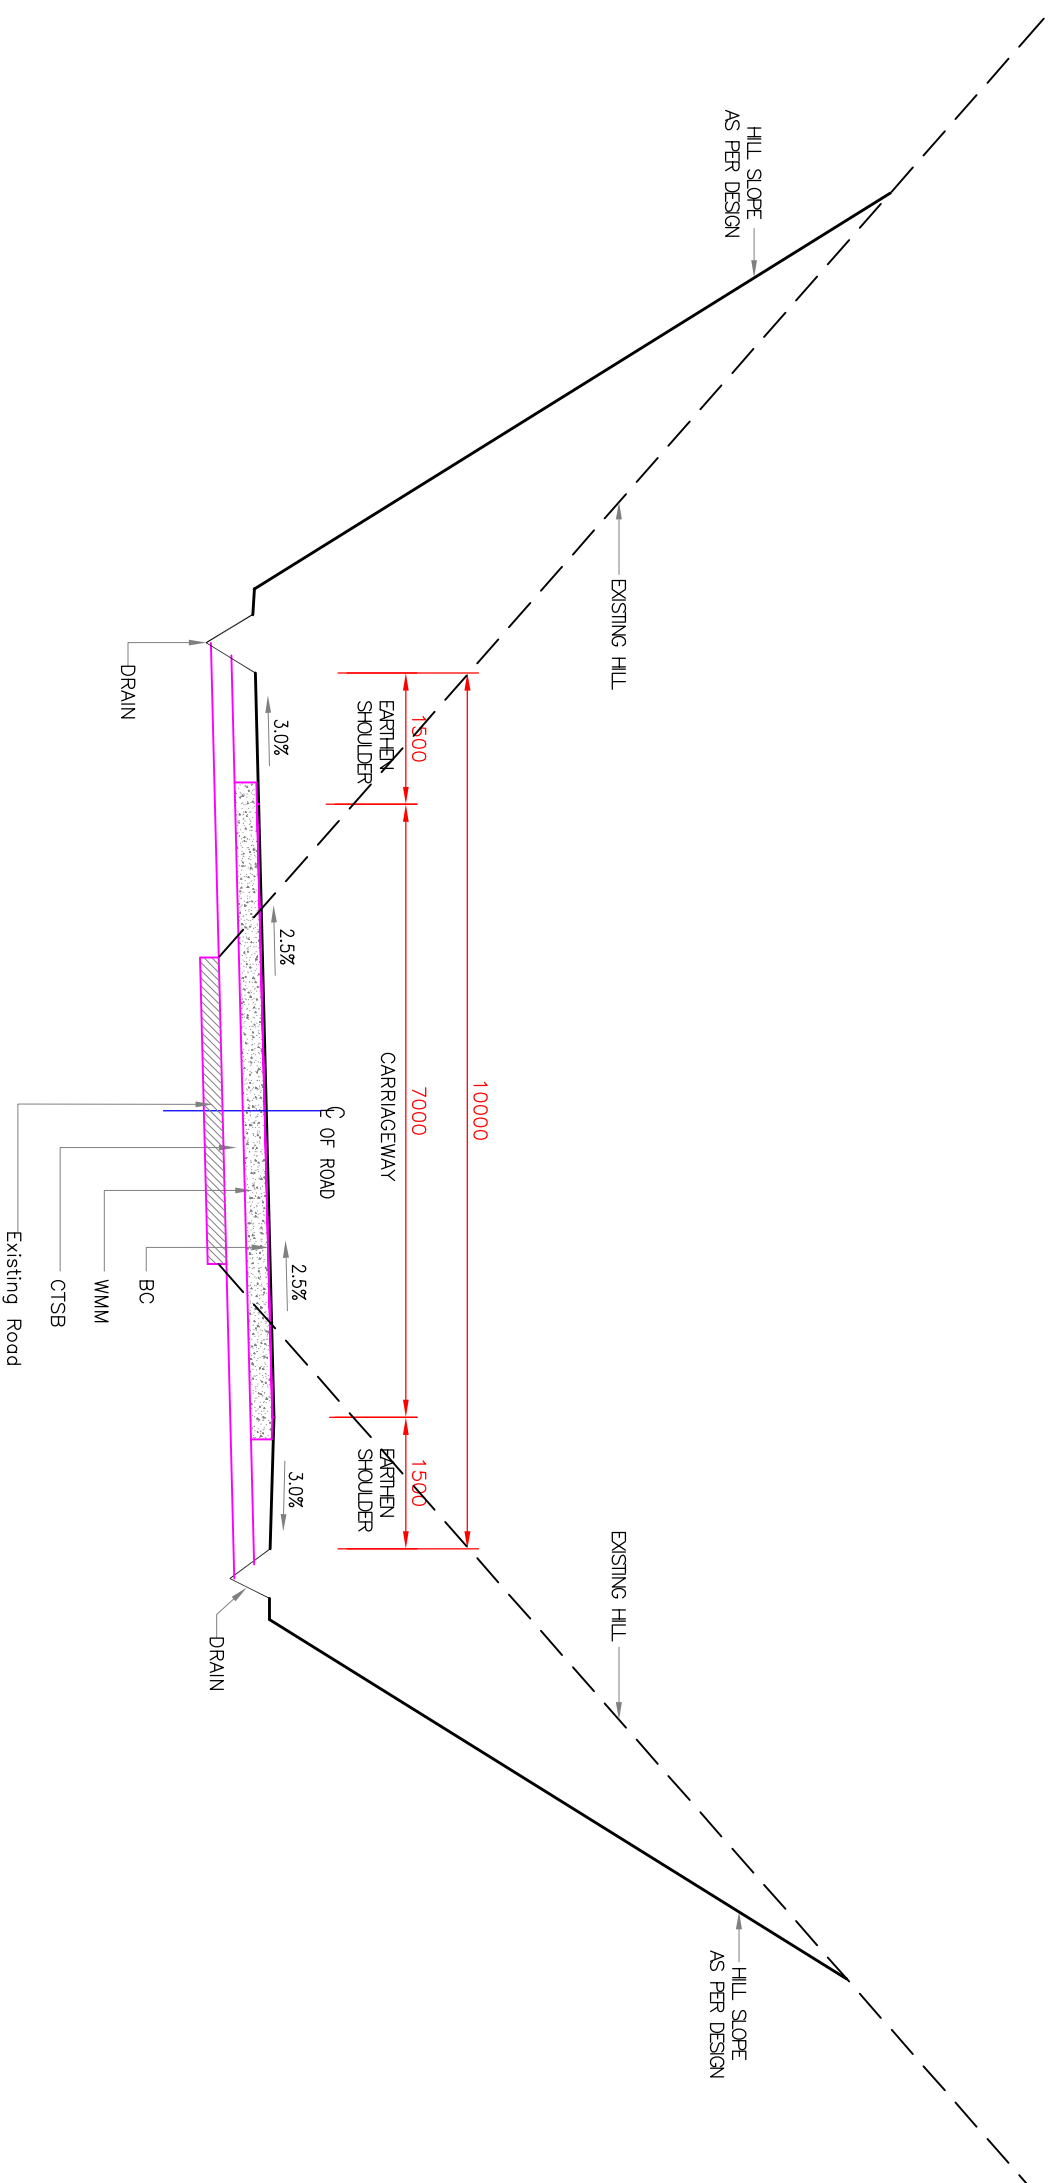 HILL SLOPE
AS PER DESIGN
EXISTING HILL
EXISTING HILL
HILL SLOPE
AS PER DESIGN
10000
1500
7000
1500
EARTHEN
SHOULDER
CARRIAGEWAY
EARTHEN
SHOULDER
℄ OF ROAD
3.0%
2.5%
2.5%
3.0%
DRAIN
DRAIN
BC
WMM
CTSB
Existing Road